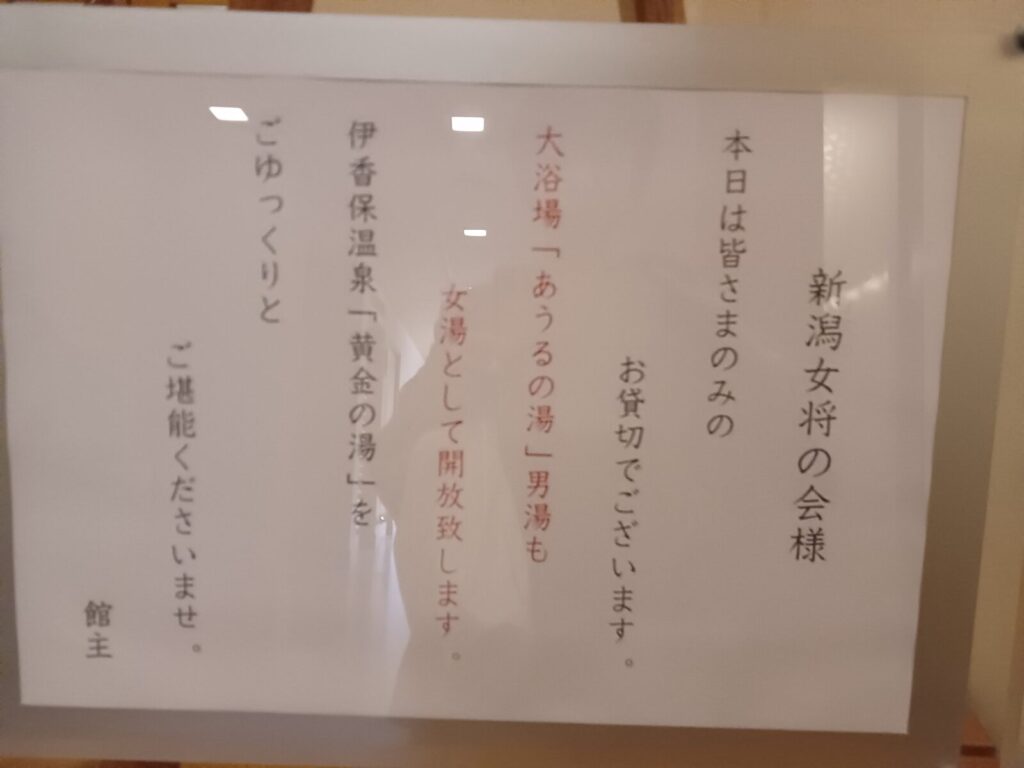 新潟女将の会様
本日は皆さまのみの
お貸切でございます。
大浴場「あうるの湯」男湯も
女湯として開放致します。
伊香保温泉「黄金の湯」を
ごゆっくりと
ご堪能くださいませ。
館主